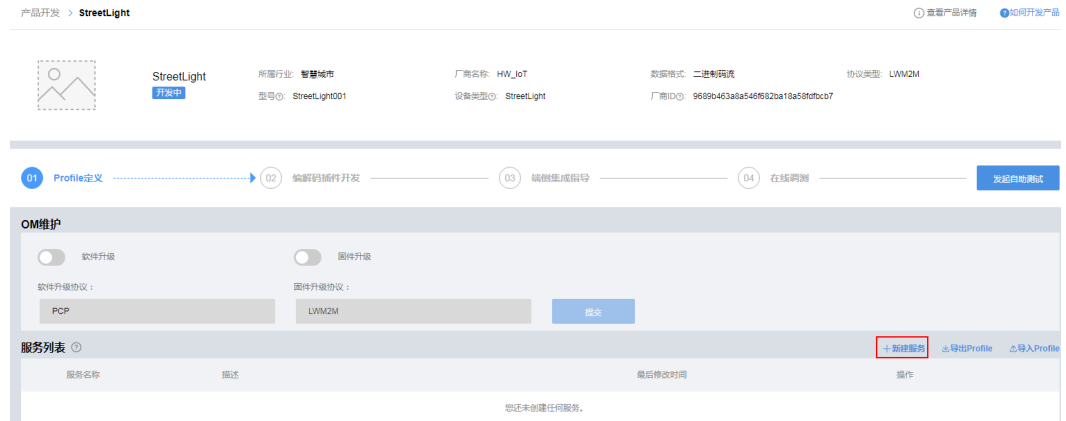 产品开发 > StreetLight
查看产品详情 如何开发产品
StreetLight 所属行业: 智慧城市 厂商名称: HW_IoT 数据格式: 二进制码流 协议类型: LWM2M
开发中 型号: StreetLight001 设备类型: StreetLight 厂商ID: 9689b463a8a546f682ba18a58fdfbcb7
01 Profile定义 02 编解码插件开发 03 端侧集成指导 04 在线调测 发起自助测试
OM维护
软件升级 固件升级
软件升级协议： 固件升级协议：
PCP LWM2M 提交
服务列表 +新建服务 导出Profile 导入Profile
服务名称 描述 最后修改时间 操作
您还未创建任何服务。